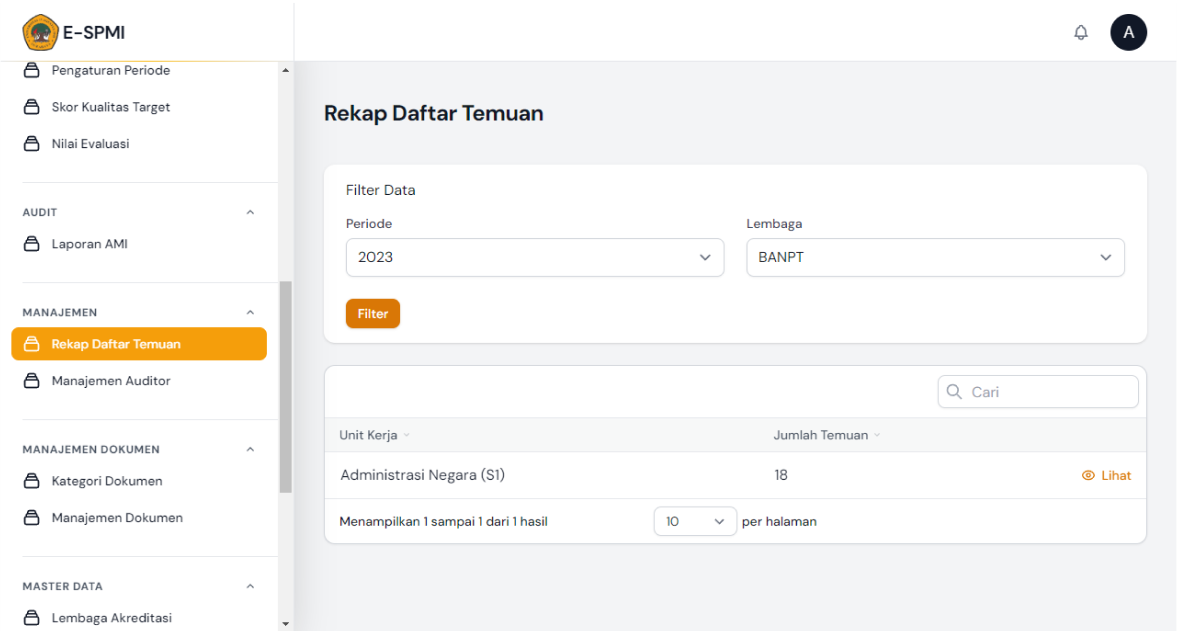 E-SPMI
A
Pengaturan Periode
Skor Kualitas Target
Nilai Evaluasi
AUDIT
Laporan AMI
MANAJEMEN
Rekap Daftar Temuan
Manajemen Auditor
MANAJEMEN DOKUMEN
Kategori Dokumen
Manajemen Dokumen
MASTER DATA
Lembaga Akreditasi
Rekap Daftar Temuan
Filter Data
Periode Lembaga
2023 BANPT
Filter
Cari
Unit Kerja Jumlah Temuan
Administrasi Negara (S1) 18 Lihat
Menampilkan 1 sampai 1 dari 1 hasil 10 per halaman